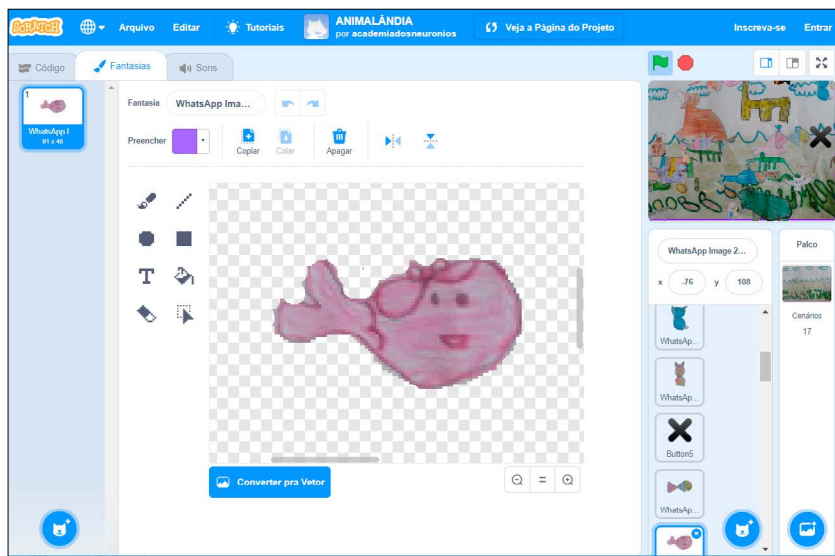 SCRATCH Arquivo Editar Tutoriais ANIMALÂNDIA Veja a Página do Projeto Inscreva-se Entrar
por academiadosneuronios
Código Fantasias Sons
1
WhatsApp I
91 x 48
Fantasia WhatsApp Ima...
Preencher Copiar Colar Apagar
T
Converter pra Vetor
WhatsApp Image 2...
x -76 y 108
WhatsAp...
WhatsAp...
Button5
WhatsAp...
Palco
Cenários
17